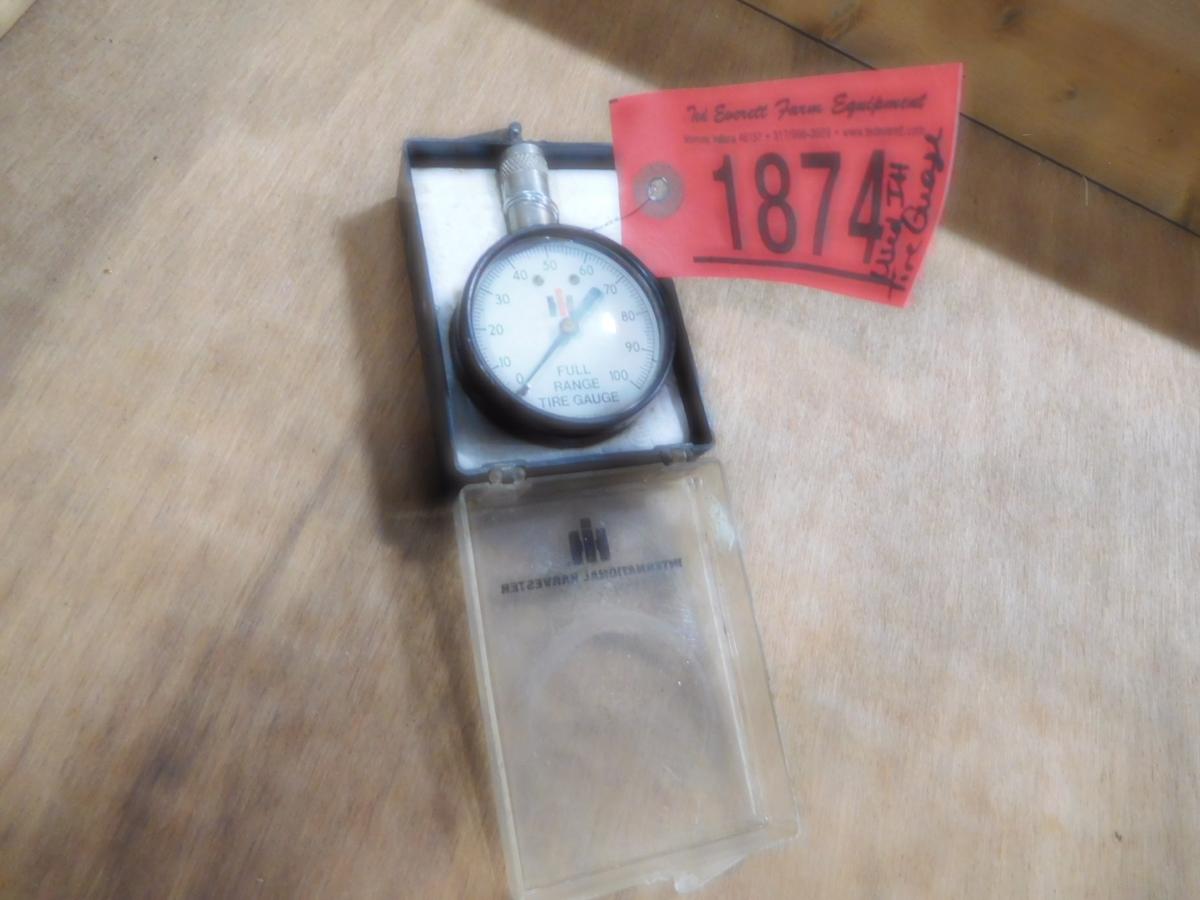 Ted Everett Farm Equipment
1874
Used IH
Tire Guage
50
40
60
30
70
20
80
10
90
0
100
FULL
RANGE
TIRE GAUGE
INTERNATIONAL HARVESTER